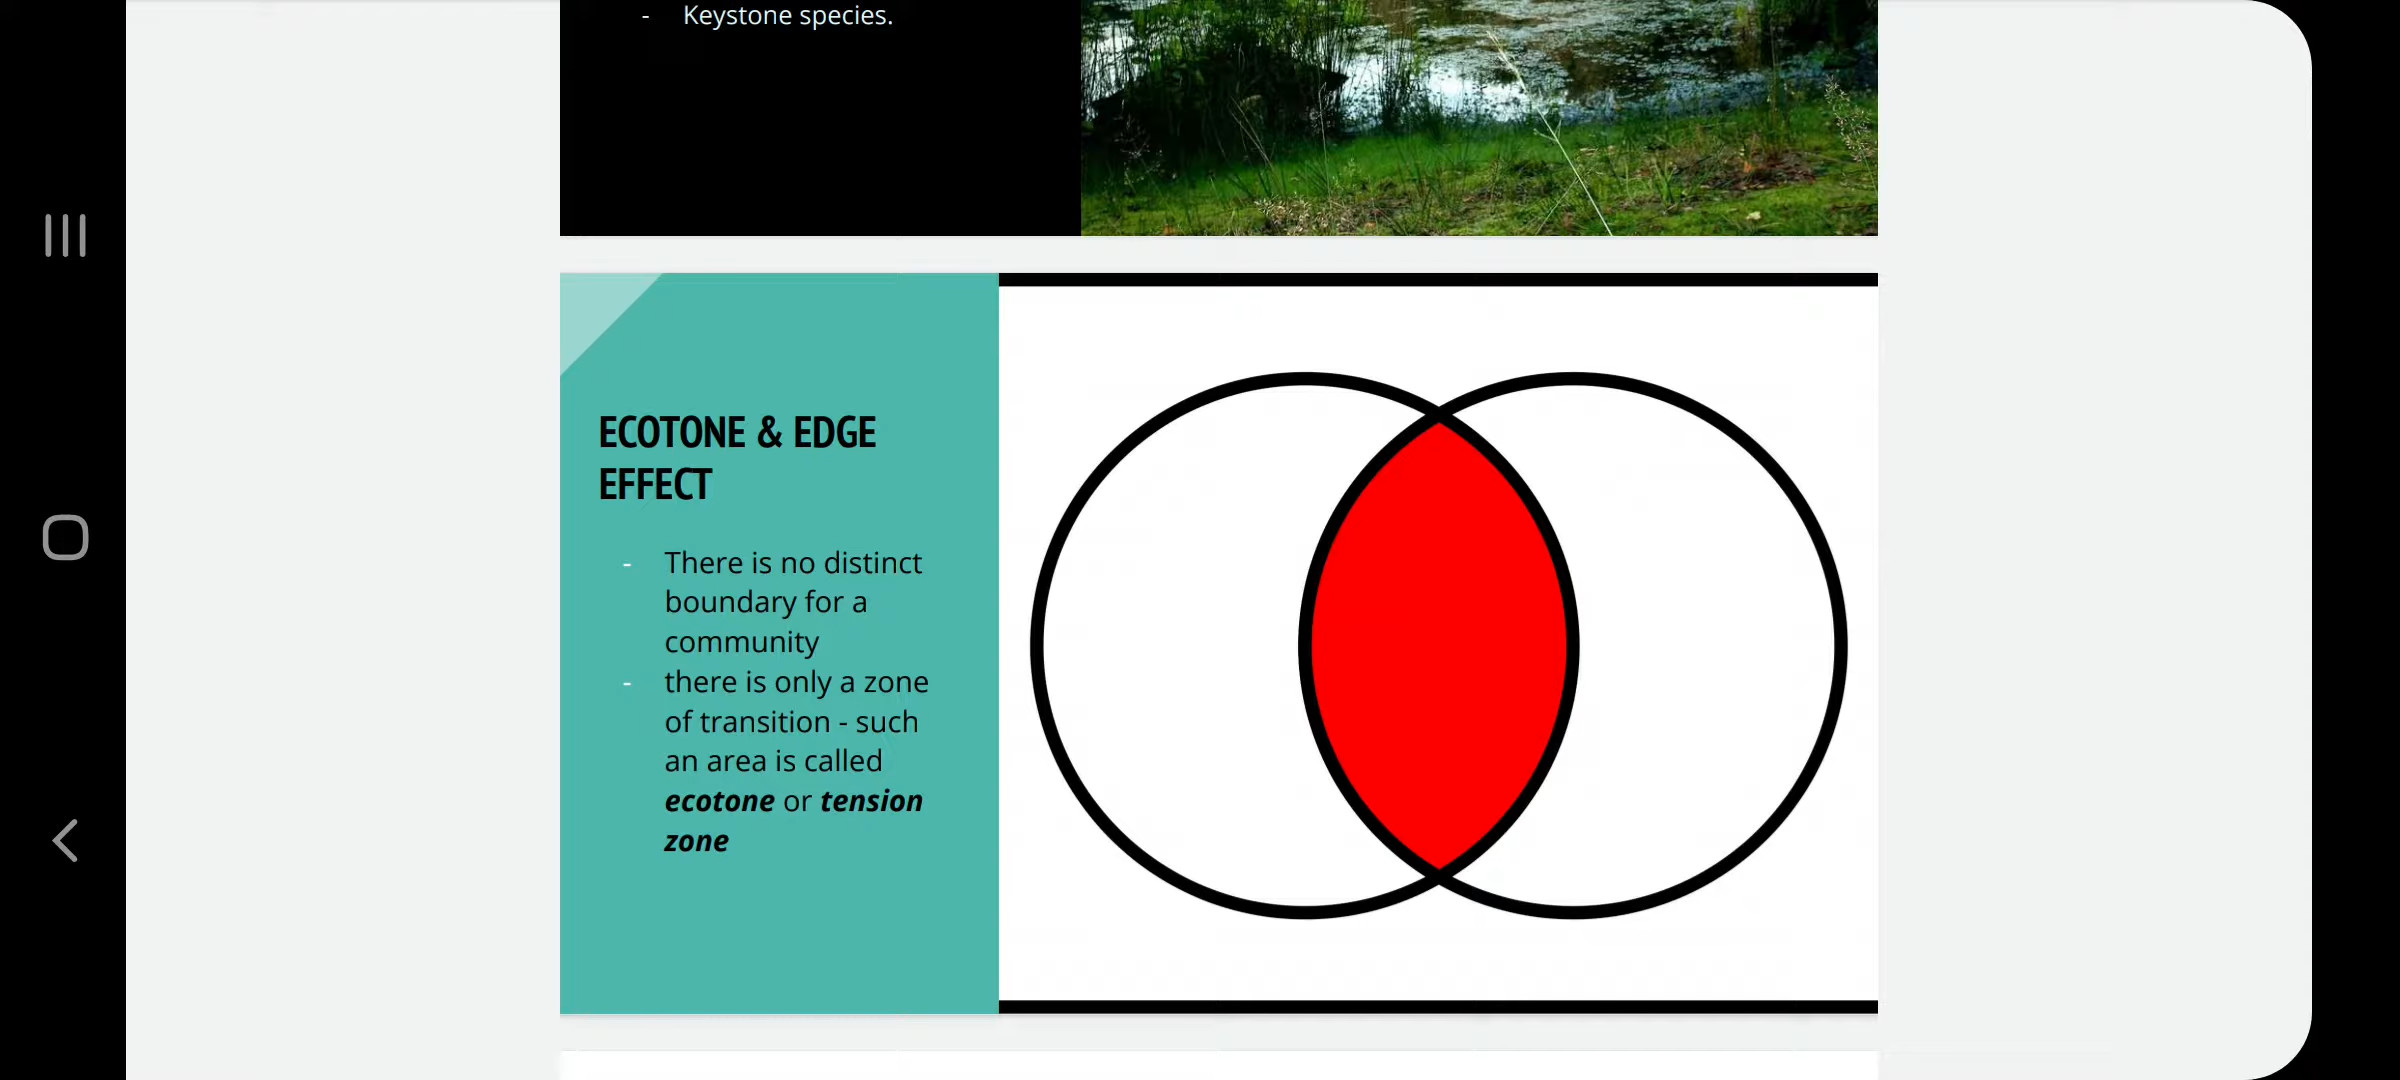 - Keystone species.
ECOTONE & EDGE
EFFECT
- There is no distinct
boundary for a
community
- there is only a zone
of transition - such
an area is called
ecotone or tension
zone